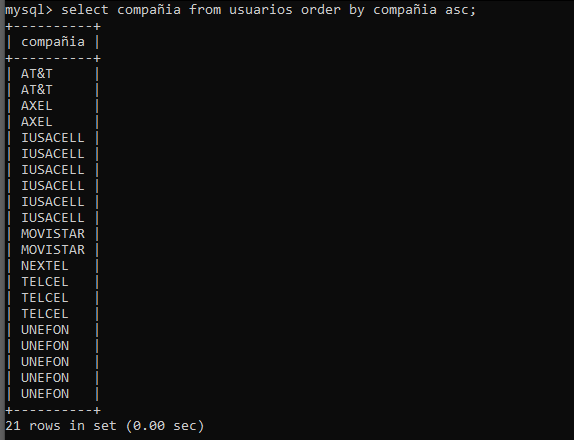 mysql> select compañia from usuarios order by compañia asc;
+----------+
| compañia |
+----------+
| AT&T     |
| AT&T     |
| AXEL     |
| AXEL     |
| IUSACELL |
| IUSACELL |
| IUSACELL |
| IUSACELL |
| IUSACELL |
| IUSACELL |
| MOVISTAR |
| MOVISTAR |
| NEXTEL   |
| TELCEL   |
| TELCEL   |
| TELCEL   |
| UNEFON   |
| UNEFON   |
| UNEFON   |
| UNEFON   |
| UNEFON   |
+----------+
21 rows in set (0.00 sec)